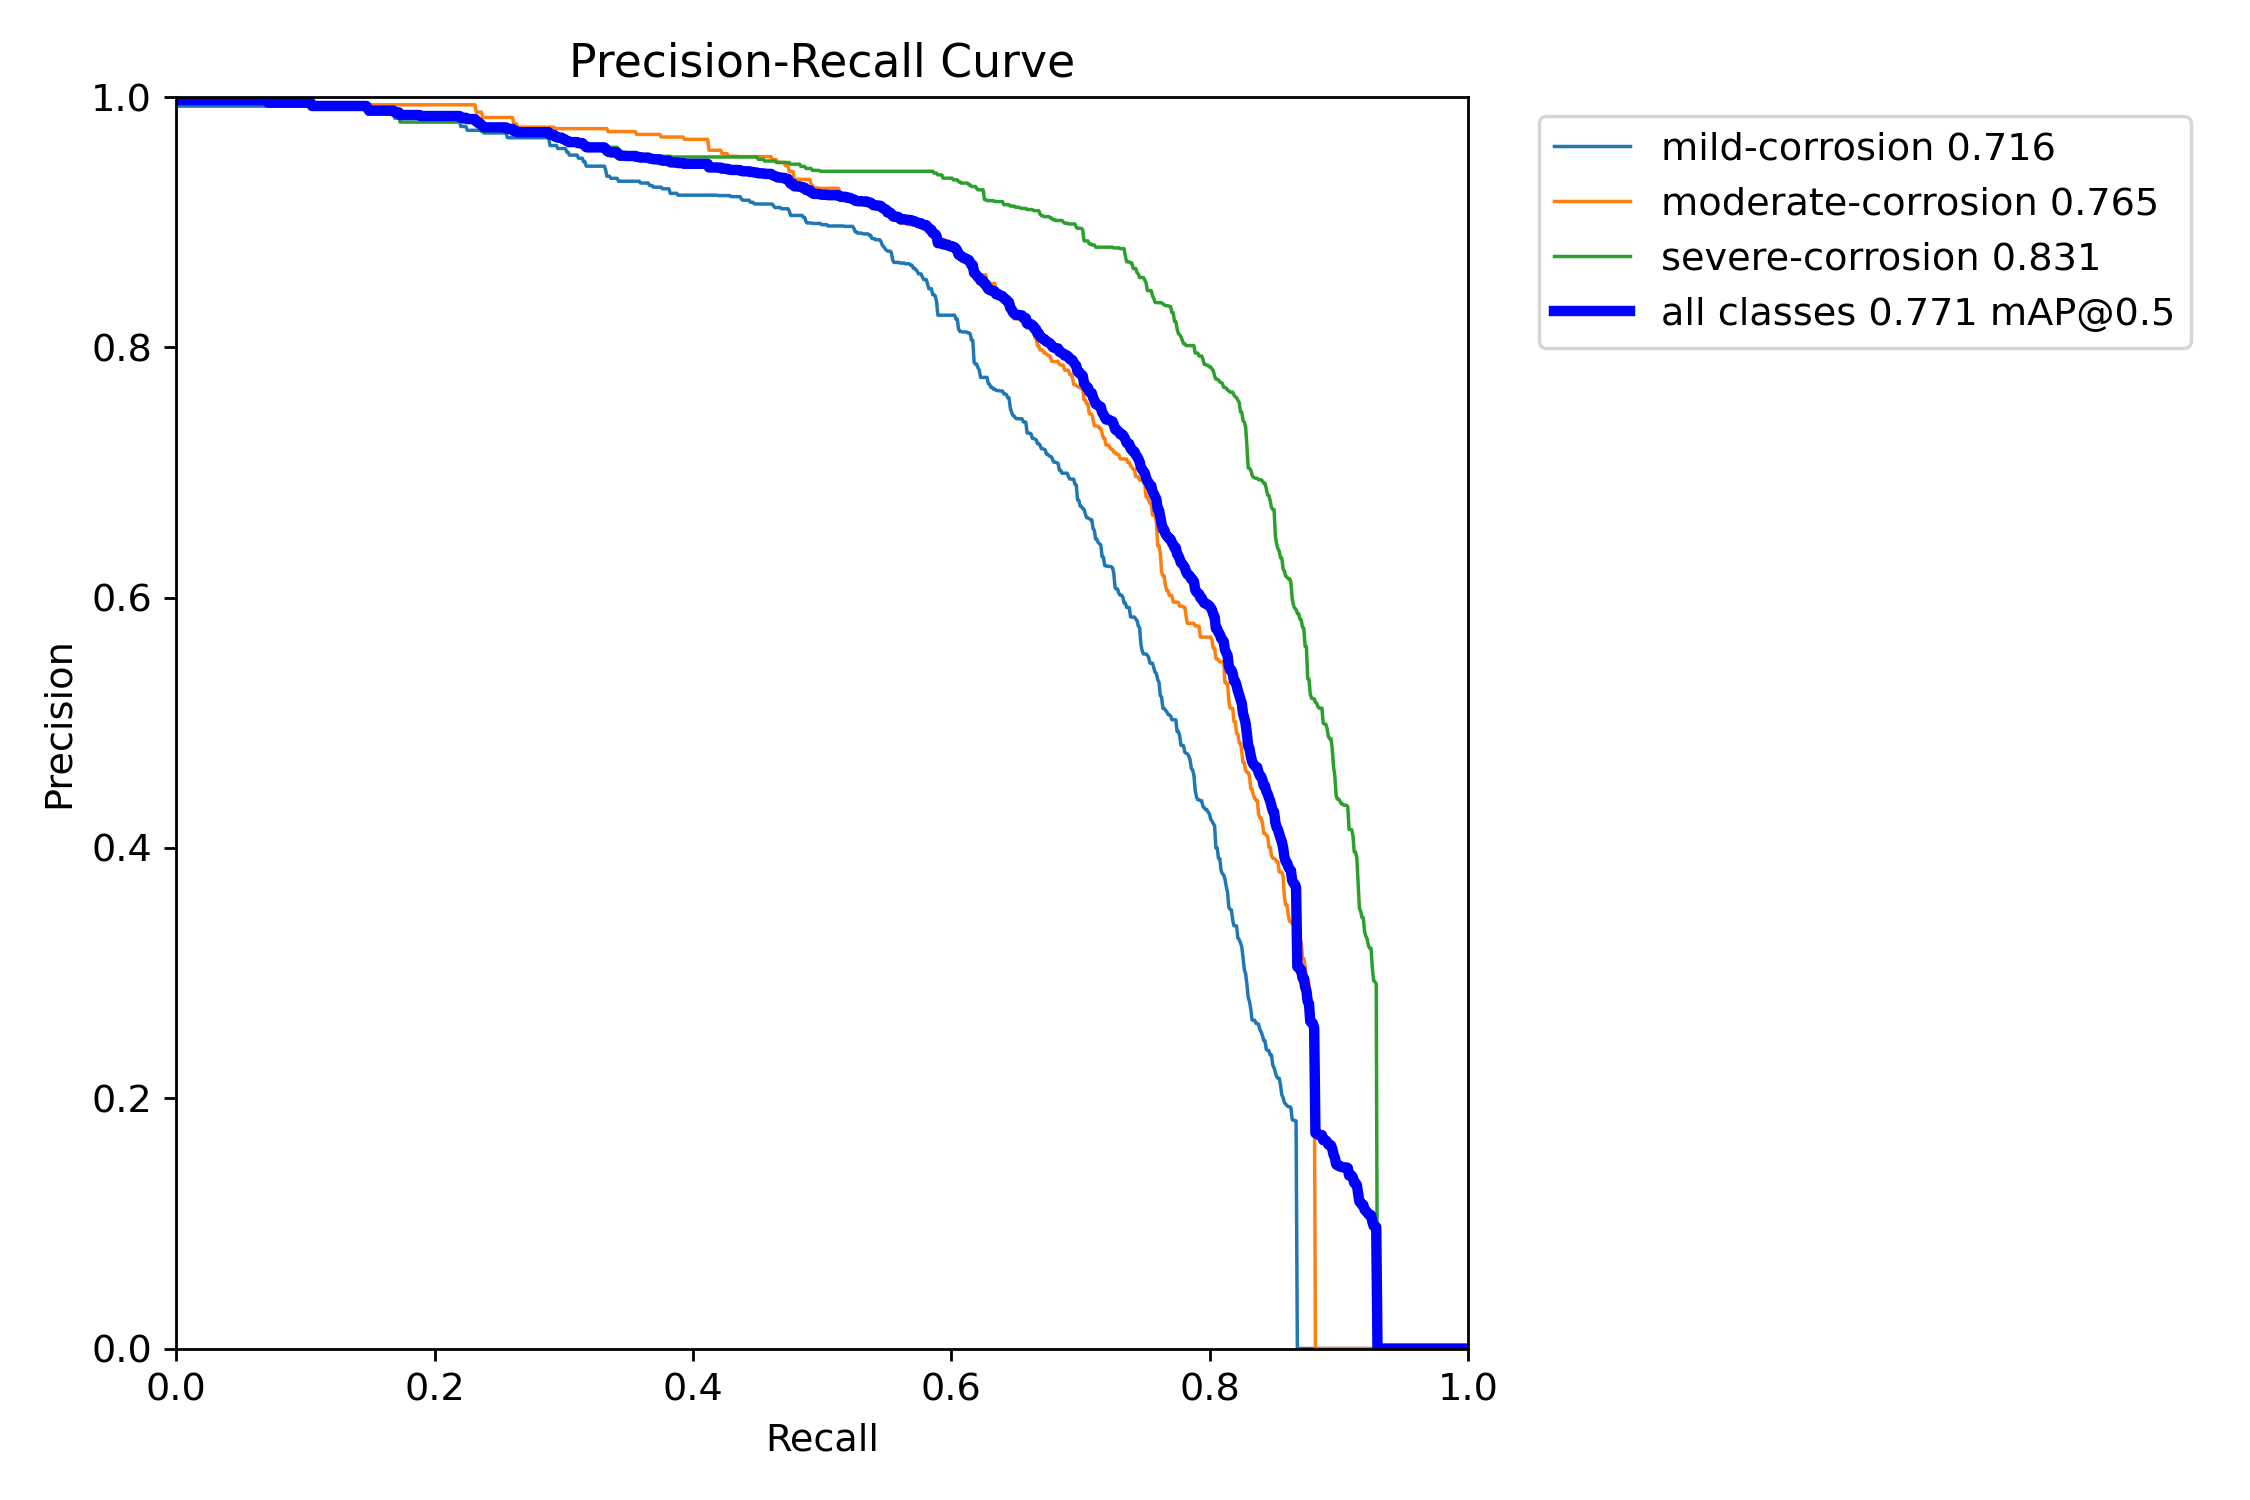 Precision-Recall Curve
mild-corrosion 0.716
moderate-corrosion 0.765
severe-corrosion 0.831
all classes 0.771 mAP@0.5
Precision
1.0
0.8
0.6
0.4
0.2
0.0
0.0 0.2 0.4 0.6 0.8 1.0
Recall